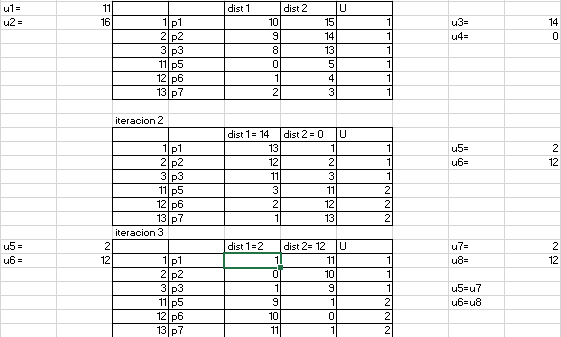 u1= 11 dist 1 dist 2 U
u2= 16 1 p1 10 15 1 u3= 14
2 p2 9 14 1 u4= 0
3 p3 8 13 1
11 p5 0 5 1
12 p6 1 4 1
13 p7 2 3 1
iteracion 2
dist 1= 14 dist 2 = 0 U
1 p1 13 1 1 u5= 2
2 p2 12 2 1 u6= 12
3 p3 11 3 1
11 p5 3 11 2
12 p6 2 12 2
13 p7 1 13 2
iteracion 3
u5 = 2 dist 1=2 dist 2= 12 U u7= 2
u6 = 12 1 p1 1 11 1 u8= 12
2 p2 0 10 1
3 p3 1 9 1 u5=u7
11 p5 9 1 2 u6=u8
12 p6 10 0 2
13 p7 11 1 2